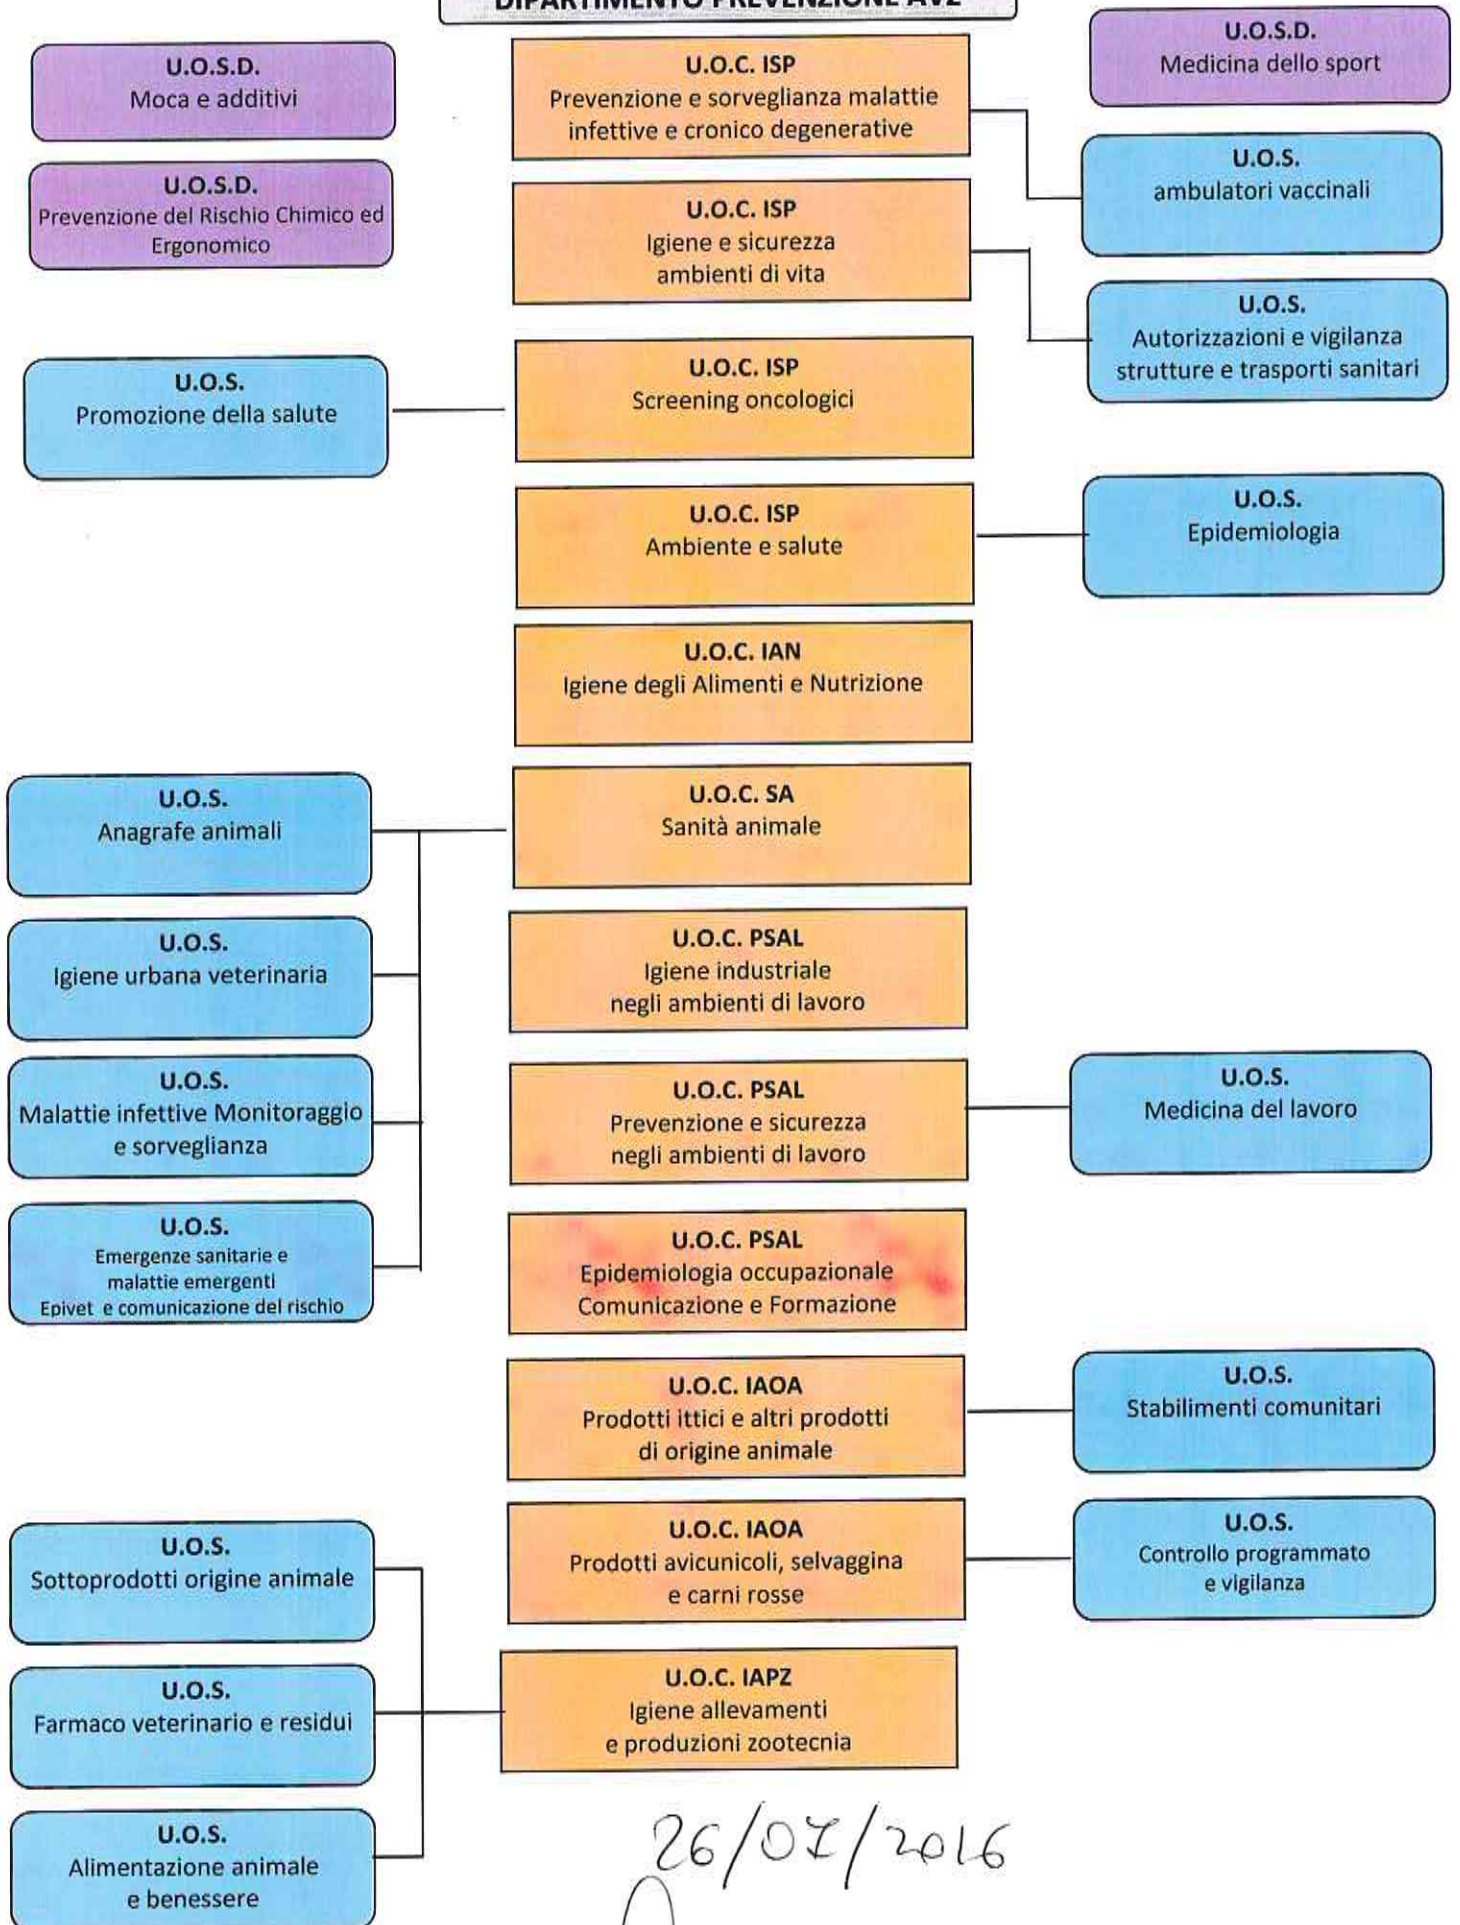 DIPARTIMENTO PREVENZIONE AV2
U.O.S.D.
Moca e additivi
U.O.S.D.
Prevenzione del Rischio Chimico ed
Ergonomico
U.O.C. ISP
Prevenzione e sorveglianza malattie
infettive e cronico degenerative
U.O.S.D.
Medicina dello sport
U.O.S.
ambulatori vaccinali
U.O.C. ISP
Igiene e sicurezza
ambienti di vita
U.O.S.
Autorizzazioni e vigilanza
strutture e trasporti sanitari
U.O.S.
Promozione della salute
U.O.C. ISP
Screening oncologici
U.O.C. ISP
Ambiente e salute
U.O.S.
Epidemiologia
U.O.C. IAN
Igiene degli Alimenti e Nutrizione
U.O.S.
Anagrafe animali
U.O.C. SA
Sanità animale
U.O.S.
Igiene urbana veterinaria
U.O.C. PSAL
Igiene industriale
negli ambienti di lavoro
U.O.S.
Malattie infettive Monitoraggio
e sorveglianza
U.O.C. PSAL
Prevenzione e sicurezza
negli ambienti di lavoro
U.O.S.
Medicina del lavoro
U.O.S.
Emergenze sanitarie e
malattie emergenti
Epivet e comunicazione del rischio
U.O.C. PSAL
Epidemiologia occupazionale
Comunicazione e Formazione
U.O.C. IAOA
Prodotti ittici e altri prodotti
di origine animale
U.O.S.
Stabilimenti comunitari
U.O.S.
Sottoprodotti origine animale
U.O.C. IAOA
Prodotti avicunicoli, selvaggina
e carni rosse
U.O.S.
Controllo programmato
e vigilanza
U.O.S.
Farmaco veterinario e residui
U.O.C. IAPZ
Igiene allevamenti
e produzioni zootecnia
U.O.S.
Alimentazione animale
e benessere
26/07/2016